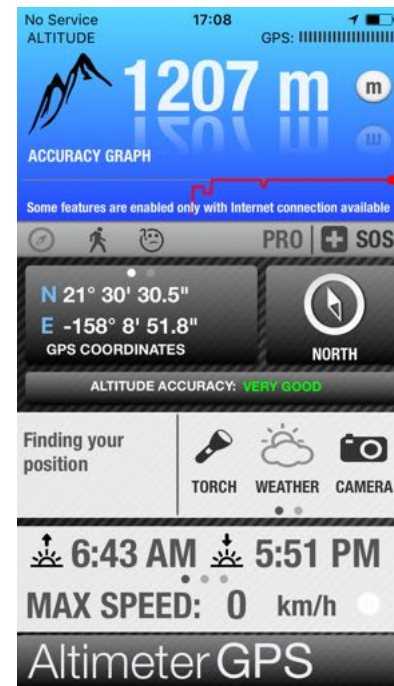 No Service 17:08
ALTITUDE GPS:
1207 m m
ACCURACY GRAPH
Some features are enabled only with Internet connection available
PRO | SOS
N 21° 30' 30.5"
E -158° 8' 51.8"
GPS COORDINATES
NORTH
ALTITUDE ACCURACY: VERY GOOD
Finding your
position
TORCH WEATHER CAMERA
6:43 AM 5:51 PM
MAX SPEED: 0 km/h
Altimeter GPS